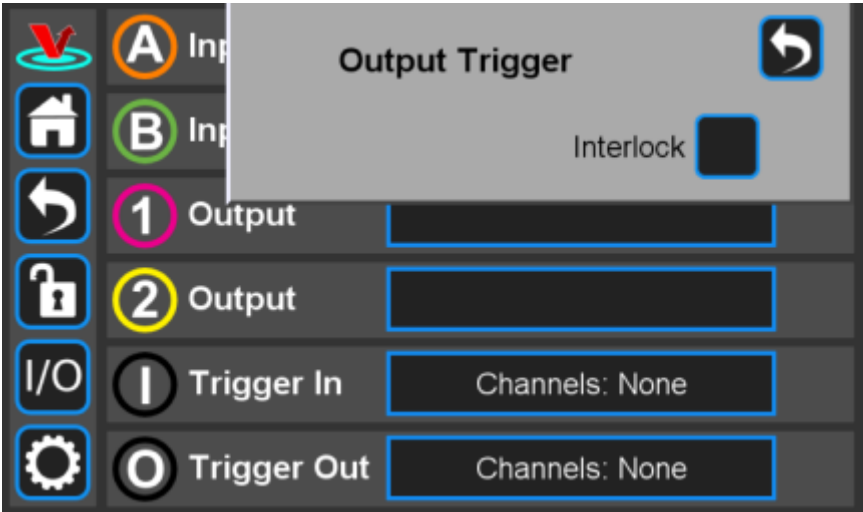 Output Trigger
Interlock
A Inp
B Inp
1 Output
2 Output
I/O
I Trigger In Channels: None
O Trigger Out Channels: None